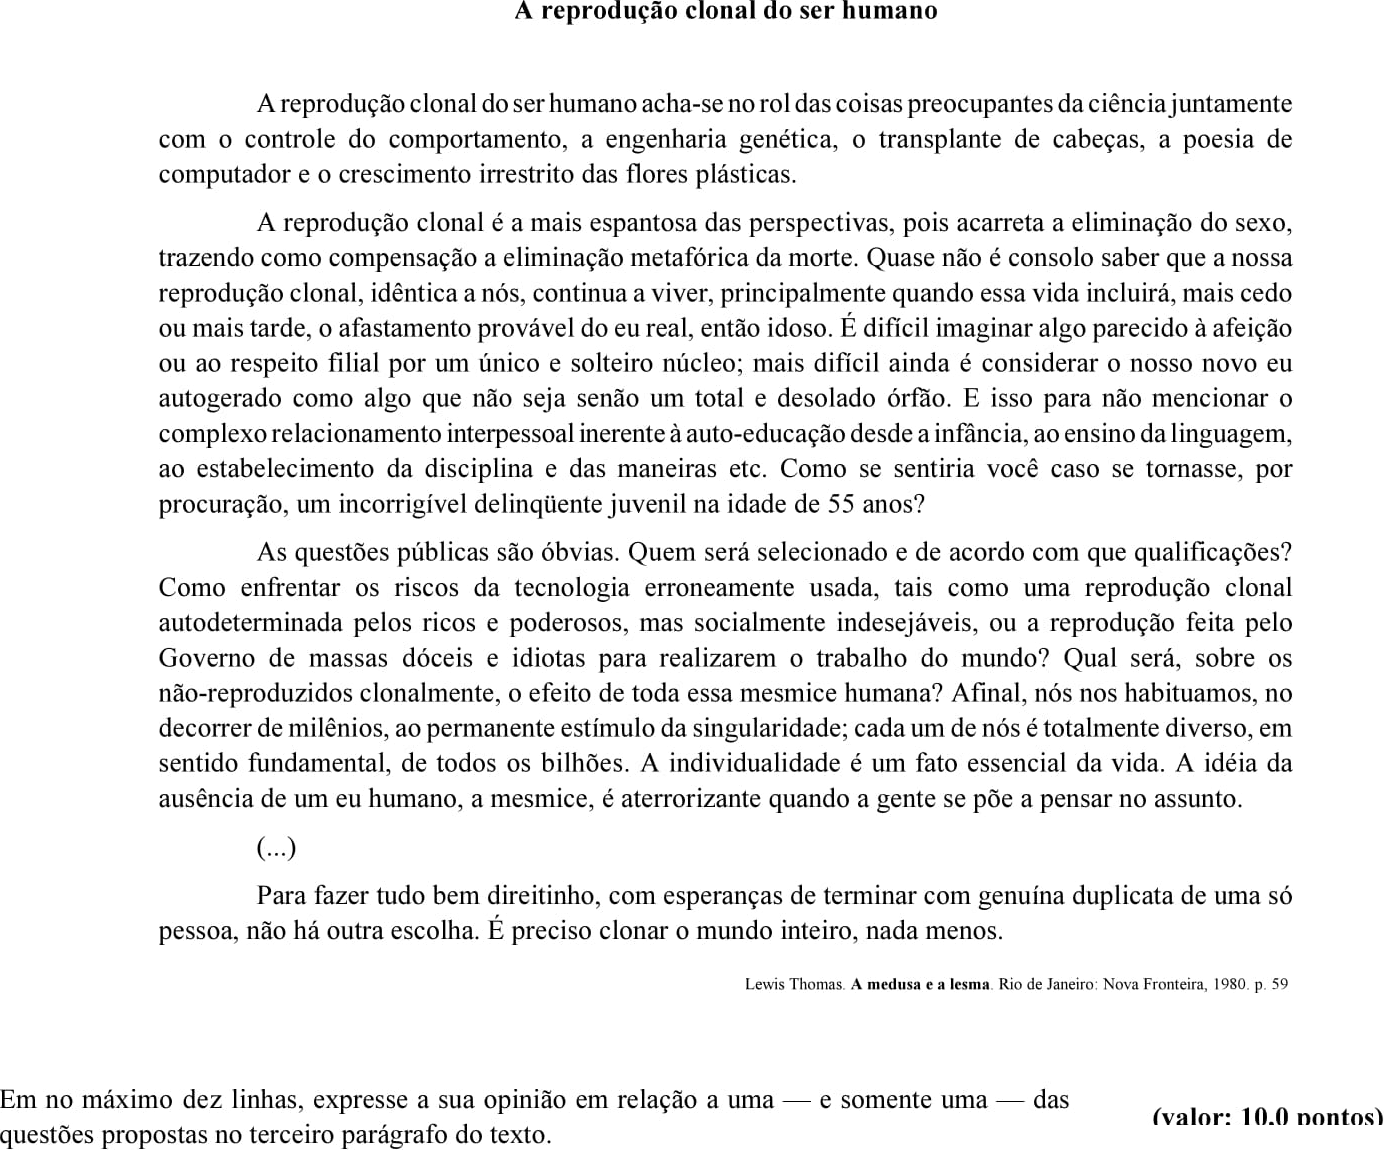 A reprodução clonal do ser humano
A reprodução clonal do ser humano acha-se no rol das coisas preocupantes da ciência juntamente
com o controle do comportamento, a engenharia genética, o transplante de cabeças, a poesia de
computador e o crescimento irrestrito das flores plásticas.
A reprodução clonal é a mais espantosa das perspectivas, pois acarreta a eliminação do sexo,
trazendo como compensação a eliminação metafórica da morte. Quase não é consolo saber que a nossa
reprodução clonal, idêntica a nós, continua a viver, principalmente quando essa vida incluirá, mais cedo
ou mais tarde, o afastamento provável do eu real, então idoso. É difícil imaginar algo parecido à afeição
ou ao respeito filial por um único e solteiro núcleo; mais difícil ainda é considerar o nosso novo eu
autogerado como algo que não seja senão um total e desolado órfão. E isso para não mencionar o
complexo relacionamento interpessoal inerente à auto-educação desde a infância, ao ensino da linguagem,
ao estabelecimento da disciplina e das maneiras etc. Como se sentiria você caso se tornasse, por
procuração, um incorrigível delinqüente juvenil na idade de 55 anos?
As questões públicas são óbvias. Quem será selecionado e de acordo com que qualificações?
Como enfrentar os riscos da tecnologia erroneamente usada, tais como uma reprodução clonal
autodeterminada pelos ricos e poderosos, mas socialmente indesejáveis, ou a reprodução feita pelo
Governo de massas dóceis e idiotas para realizarem o trabalho do mundo? Qual será, sobre os
não-reproduzidos clonalmente, o efeito de toda essa mesmice humana? Afinal, nós nos habituamos, no
decorrer de milênios, ao permanente estímulo da singularidade; cada um de nós é totalmente diverso, em
sentido fundamental, de todos os bilhões. A individualidade é um fato essencial da vida. A idéia da
ausência de um eu humano, a mesmice, é aterrorizante quando a gente se põe a pensar no assunto.
(...)
Para fazer tudo bem direitinho, com esperanças de terminar com genuína duplicata de uma só
pessoa, não há outra escolha. É preciso clonar o mundo inteiro, nada menos.
Lewis Thomas. A medusa e a lesma. Rio de Janeiro: Nova Fronteira, 1980. p. 59
Em no máximo dez linhas, expresse a sua opinião em relação a uma — e somente uma — das
questões propostas no terceiro parágrafo do texto.
(valor: 10,0 pontos)